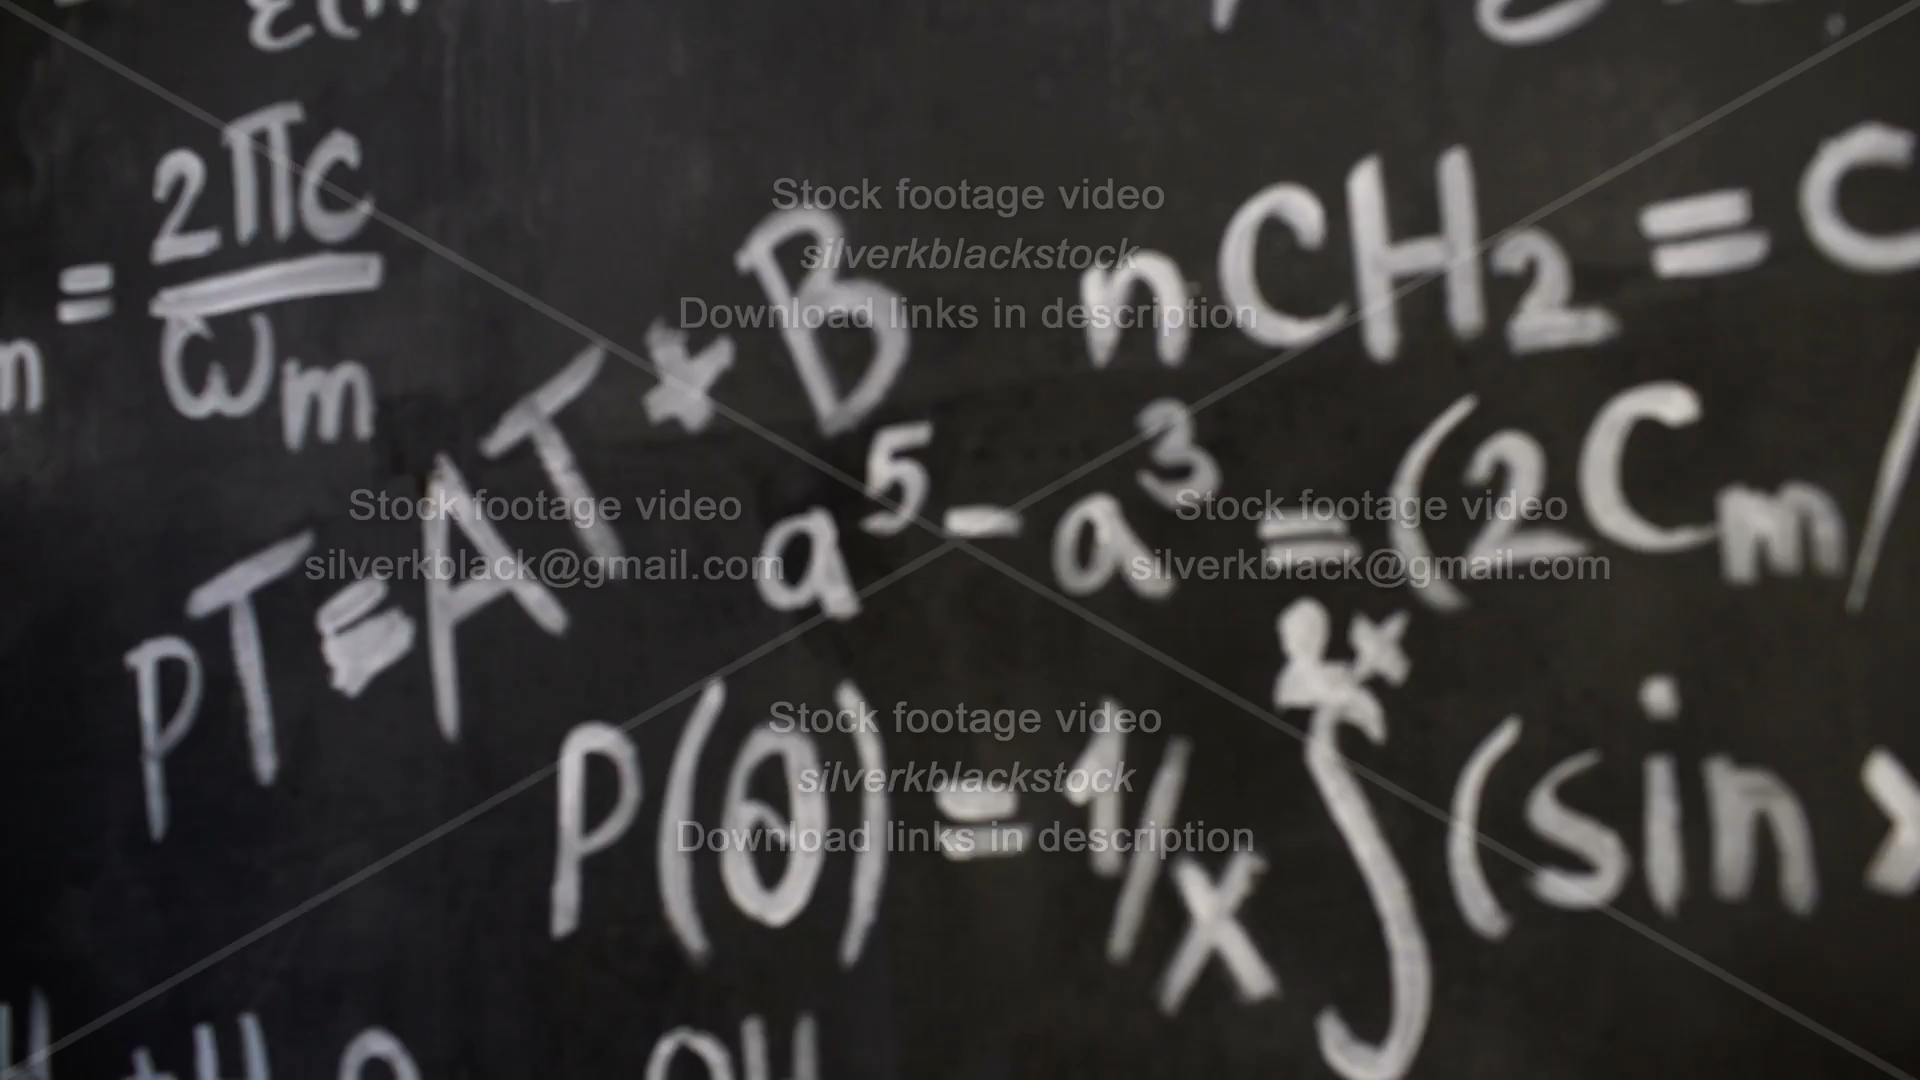 = 2πc
ωm
nCH2 = C
PT=AT*B
a⁵ - a³ = (2Cm/
P(θ) = 1/x ∫ (sin x
Stock footage video
silverkblackstock
Download links in description
Stock footage video
silverkblack@gmail.com
Stock footage video
silverkblack@gmail.com
Stock footage video
silverkblackstock
Download links in description